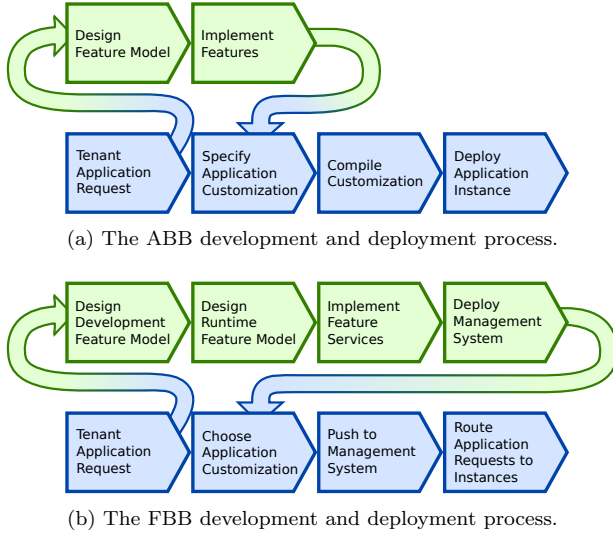 Design
Feature Model
Implement
Features
Tenant
Application
Request
Specify
Application
Customization
Compile
Customization
Deploy
Application
Instance
(a) The ABB development and deployment process.
Design
Development
Feature Model
Design
Runtime
Feature Model
Implement
Feature
Services
Deploy
Management
System
Tenant
Application
Request
Choose
Application
Customization
Push to
Management
System
Route
Application
Requests to
Instances
(b) The FBB development and deployment process.